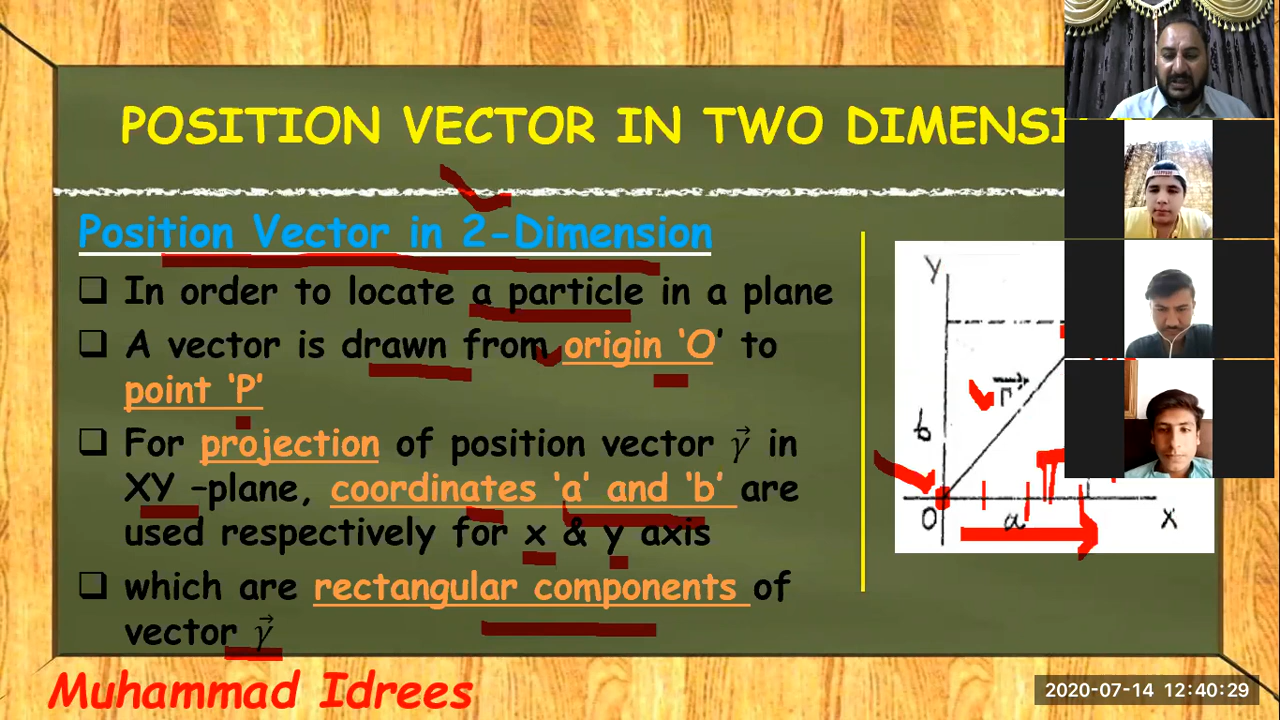 POSITION VECTOR IN TWO DIMENSI
Position Vector in 2-Dimension
❑ In order to locate a particle in a plane
❑ A vector is drawn from origin ‘O’ to
point ‘P’
❑ For projection of position vector γ⃗ in
XY –plane, coordinates ‘a’ and ‘b’ are
used respectively for x & y axis
❑ which are rectangular components of
vector γ⃗
Y
r⃗
b
O
a
X
Muhammad Idrees
2020-07-14 12:40:29